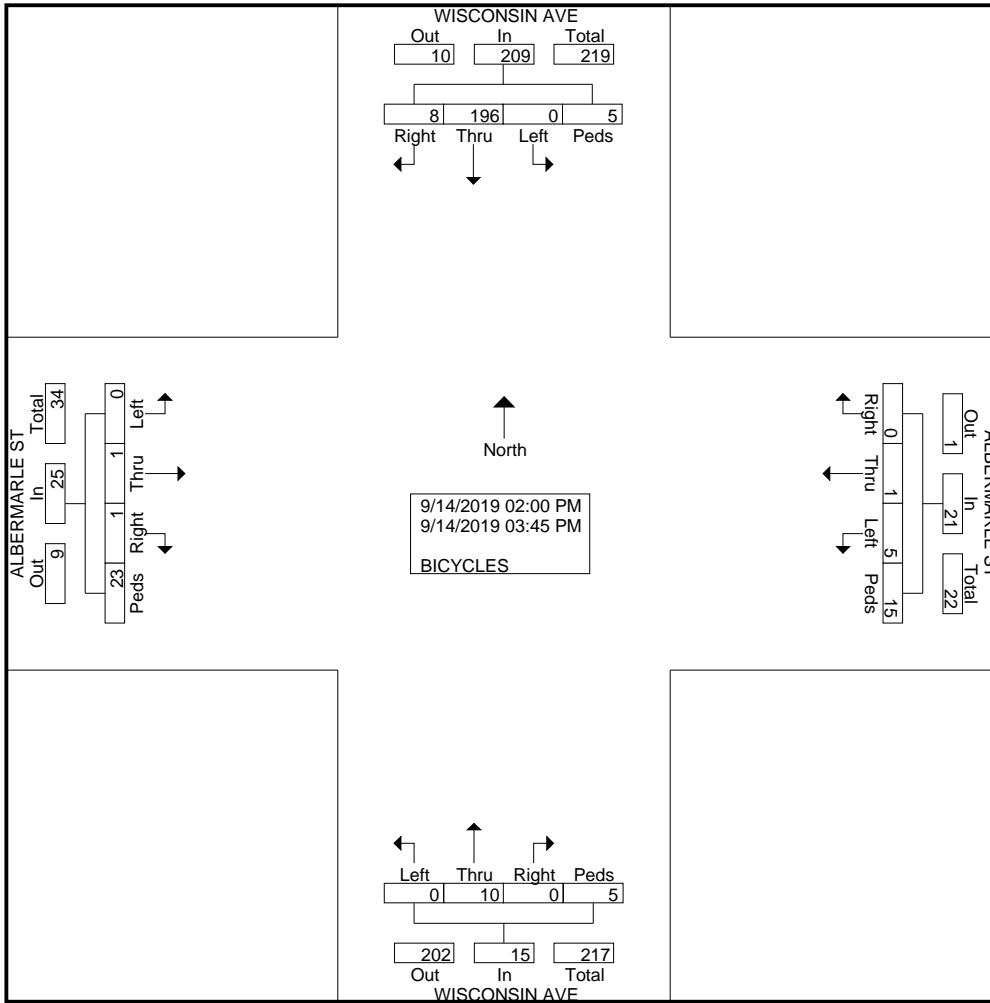 WISCONSIN AVE
Out In Total
10 209 219
8 196 0 5
Right Thru Left Peds
ALBERMARLE ST
Total In Out
34 25 9
0 1 1 23
Left Thru Right Peds
North
9/14/2019 02:00 PM
9/14/2019 03:45 PM
BICYCLES
Right Thru Left Peds
0 1 5 15
Out In Total
1 21 22
ALBERMARLE ST
Left Thru Right Peds
0 10 0 5
202 15 217
Out In Total
WISCONSIN AVE